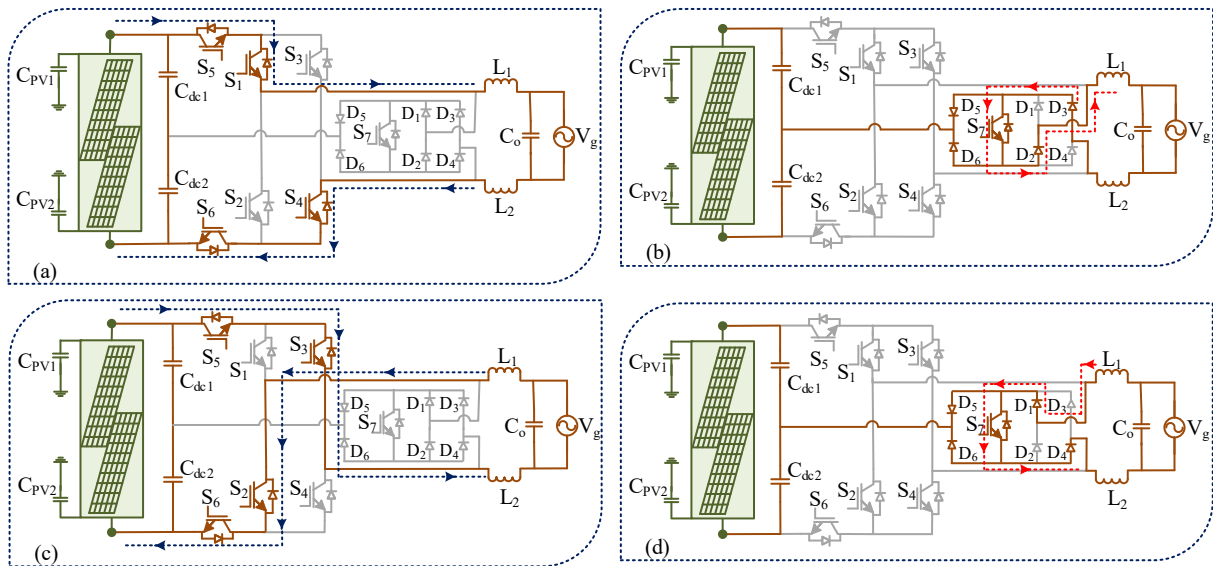 C_PV1
C_PV2
C_dc1
C_dc2
S_5
S_1
S_3
S_2
S_4
S_6
D_5
S_7
D_6
D_1
D_3
D_2
D_4
L_1
C_o
V_g
L_2
(a)
C_PV1
C_PV2
C_dc1
C_dc2
S_5
S_1
S_3
S_2
S_4
S_6
D_5
S_7
D_6
D_1
D_3
D_2
D_4
L_1
C_o
V_g
L_2
(b)
C_PV1
C_PV2
C_dc1
C_dc2
S_5
S_1
S_3
S_2
S_4
S_6
D_5
S_7
D_6
D_1
D_3
D_2
D_4
L_1
C_o
V_g
L_2
(c)
C_PV1
C_PV2
C_dc1
C_dc2
S_5
S_1
S_3
S_2
S_4
S_6
D_5
S_7
D_6
D_1
D_3
D_2
D_4
L_1
C_o
V_g
L_2
(d)